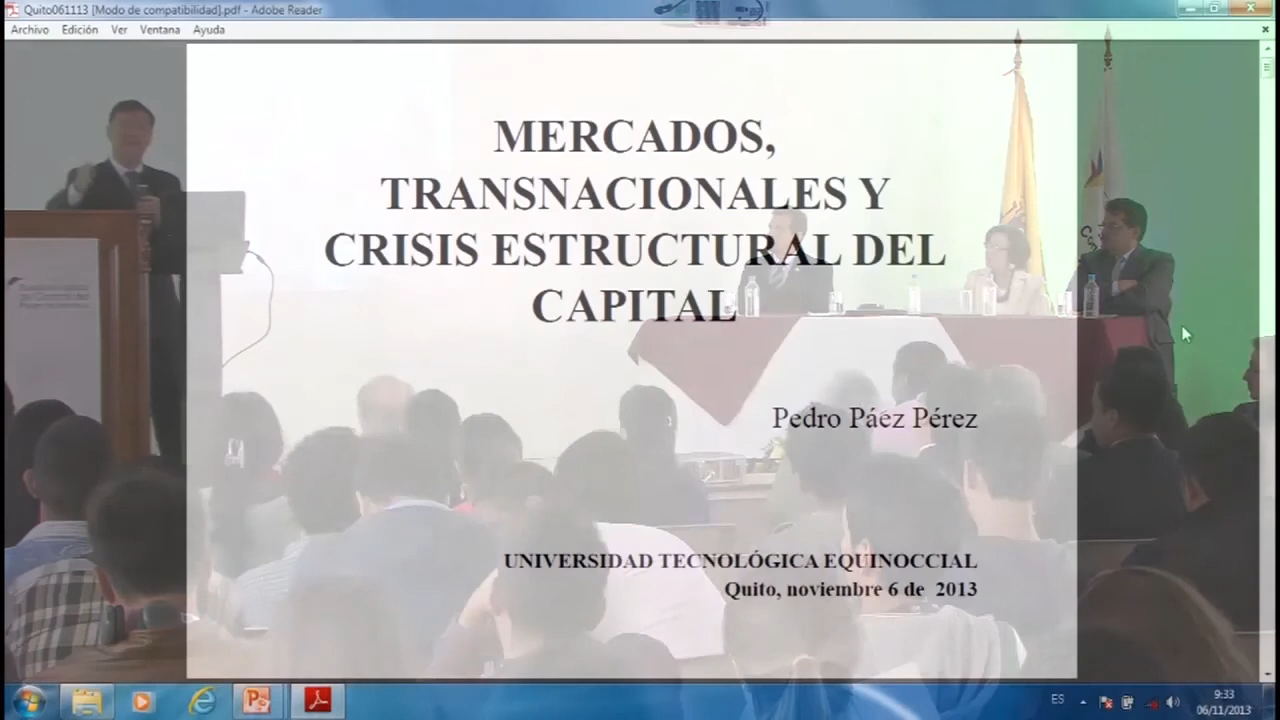 Quito061113 [Modo de compatibilidad].pdf - Adobe Reader
Archivo Edición Ver Ventana Ayuda
MERCADOS,
TRANSNACIONALES Y
CRISIS ESTRUCTURAL DEL
CAPITAL
Pedro Páez Pérez
UNIVERSIDAD TECNOLÓGICA EQUINOCCIAL
Quito, noviembre 6 de 2013
ES
9:33
06/11/2013